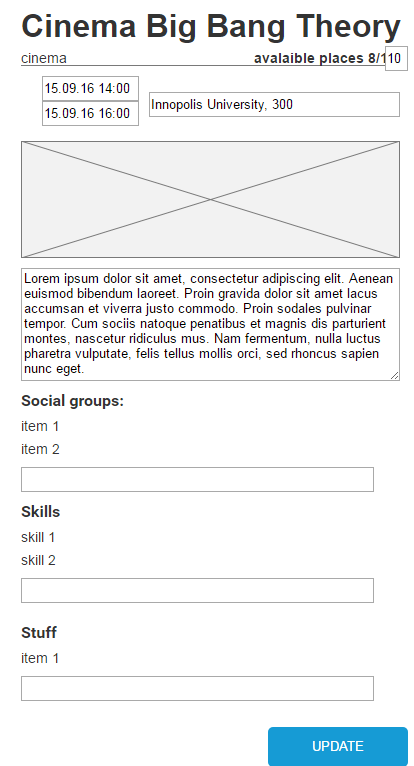 Cinema Big Bang Theory
cinema
avalaible places 8/1
10
15.09.16 14:00
15.09.16 16:00
Innopolis University, 300
Lorem ipsum dolor sit amet, consectetur adipiscing elit. Aenean
euismod bibendum laoreet. Proin gravida dolor sit amet lacus
accumsan et viverra justo commodo. Proin sodales pulvinar
tempor. Cum sociis natoque penatibus et magnis dis parturient
montes, nascetur ridiculus mus. Nam fermentum, nulla luctus
pharetra vulputate, felis tellus mollis orci, sed rhoncus sapien
nunc eget.
Social groups:
item 1
item 2
Skills
skill 1
skill 2
Stuff
item 1
UPDATE